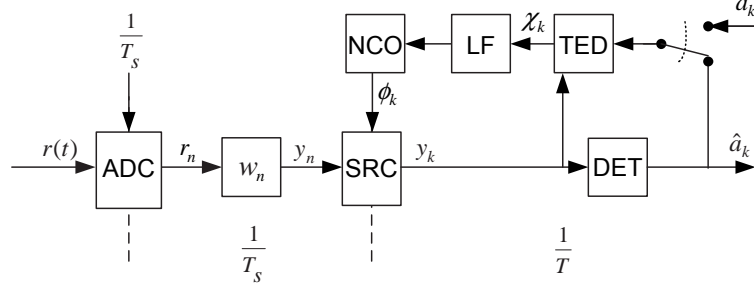 1/T_s
NCO
χ_k
LF
TED
a_k
ϕ_k
r(t)
ADC
r_n
w_n
y_n
SRC
y_k
DET
â_k
1/T_s
1/T